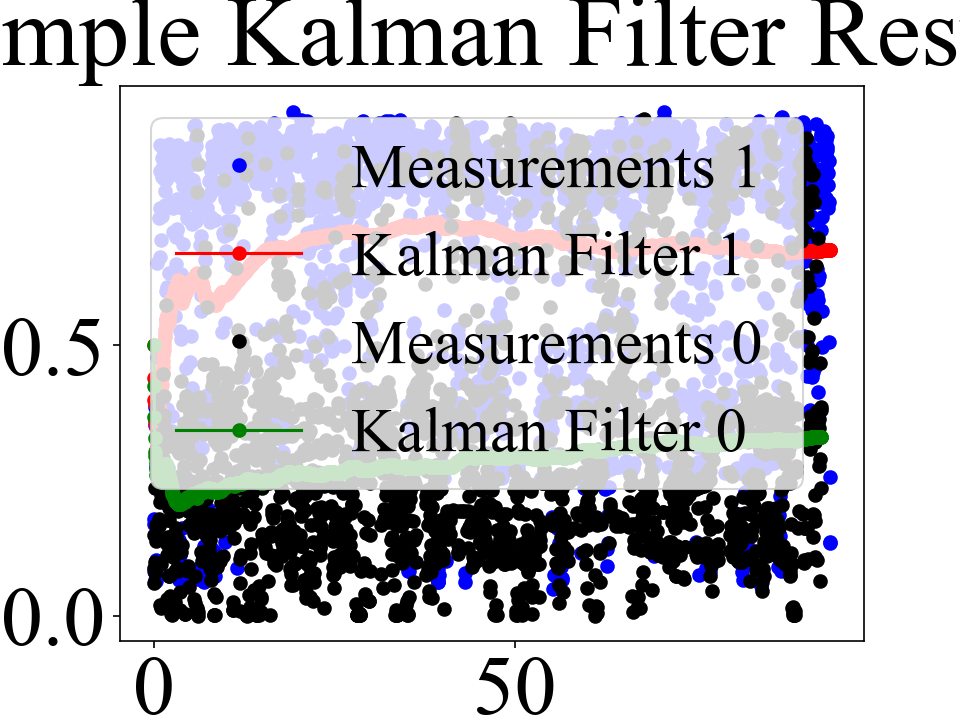 mple Kalman Filter Res
Measurements 1
Kalman Filter 1
Measurements 0
Kalman Filter 0
0.5
0.0
0 50